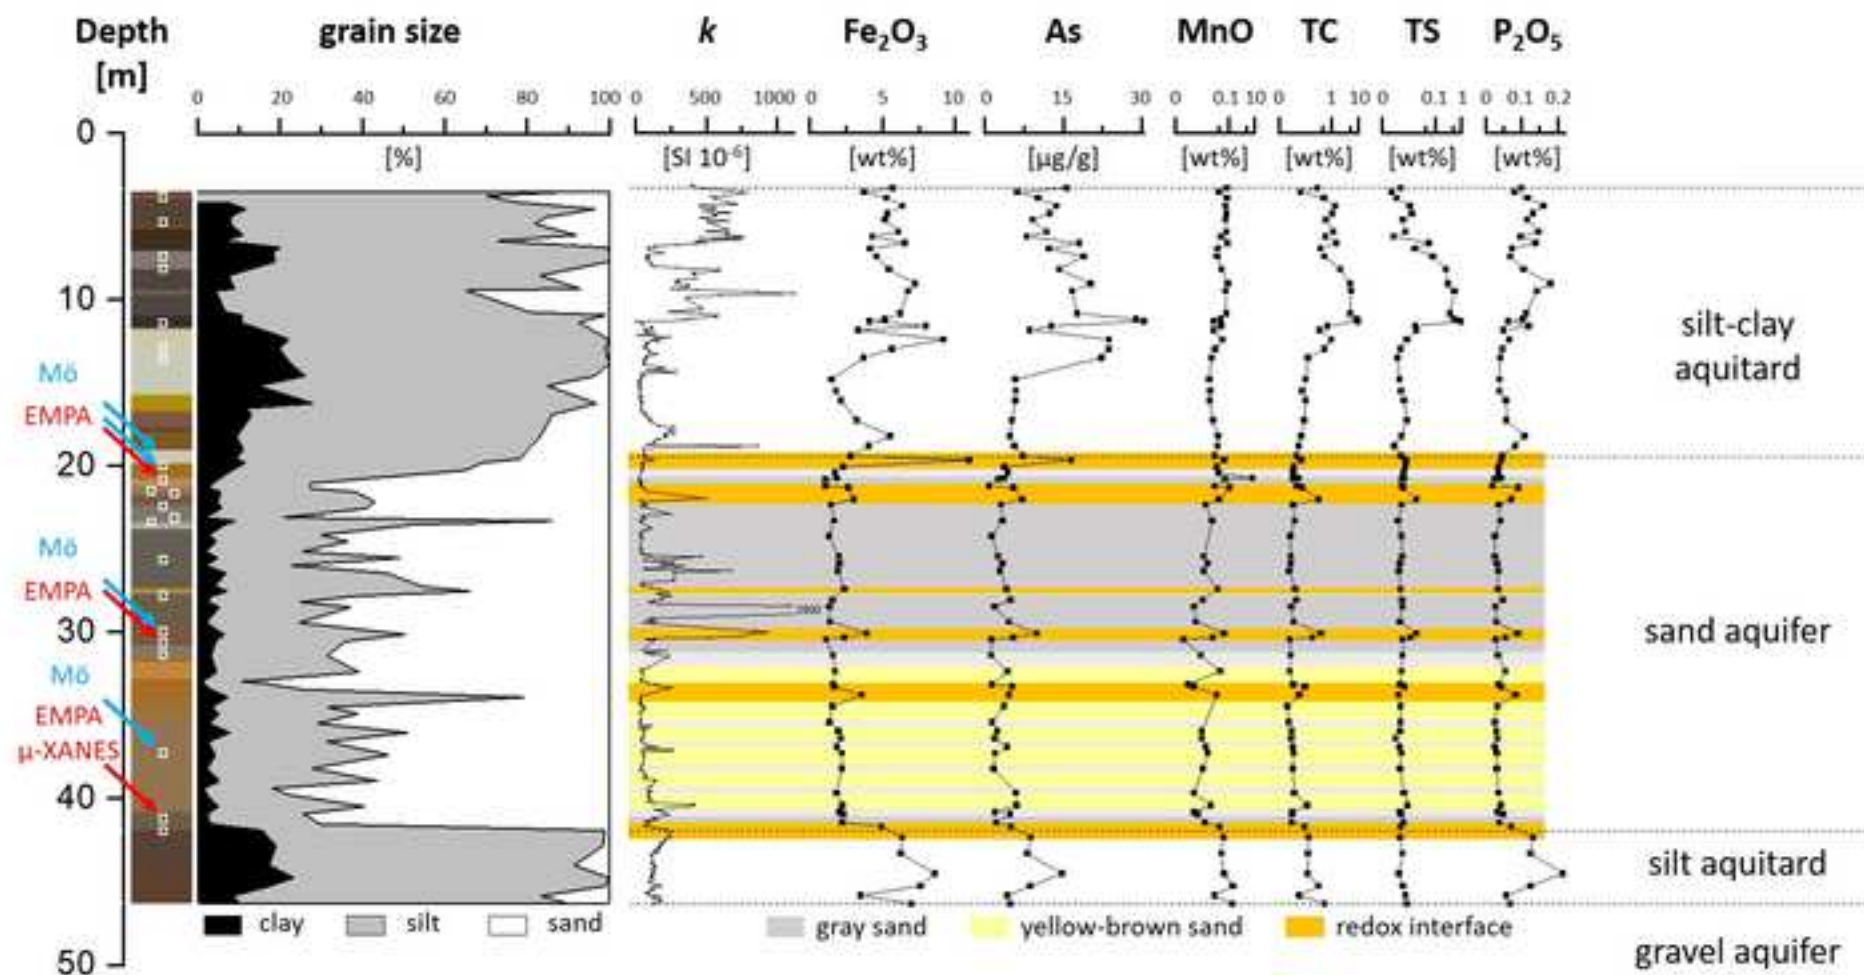 Depth grain size k Fe₂O₃ As MnO TC TS P₂O₅
[m]
0 20 40 60 80 100 0 500 1000 0 5 10 0 15 30 0 0.1 10 0 1 10 0 0.1 1 0 0.1 0.2
0
[%] [SI 10⁻⁶] [wt%] [µg/g] [wt%] [wt%] [wt%] [wt%]
10
silt-clay
aquitard
Mö
EMPA
20
Mö
EMPA
30
sand aquifer
Mö
EMPA
µ-XANES
40
silt aquitard
clay silt sand gray sand yellow-brown sand redox interface
gravel aquifer
50